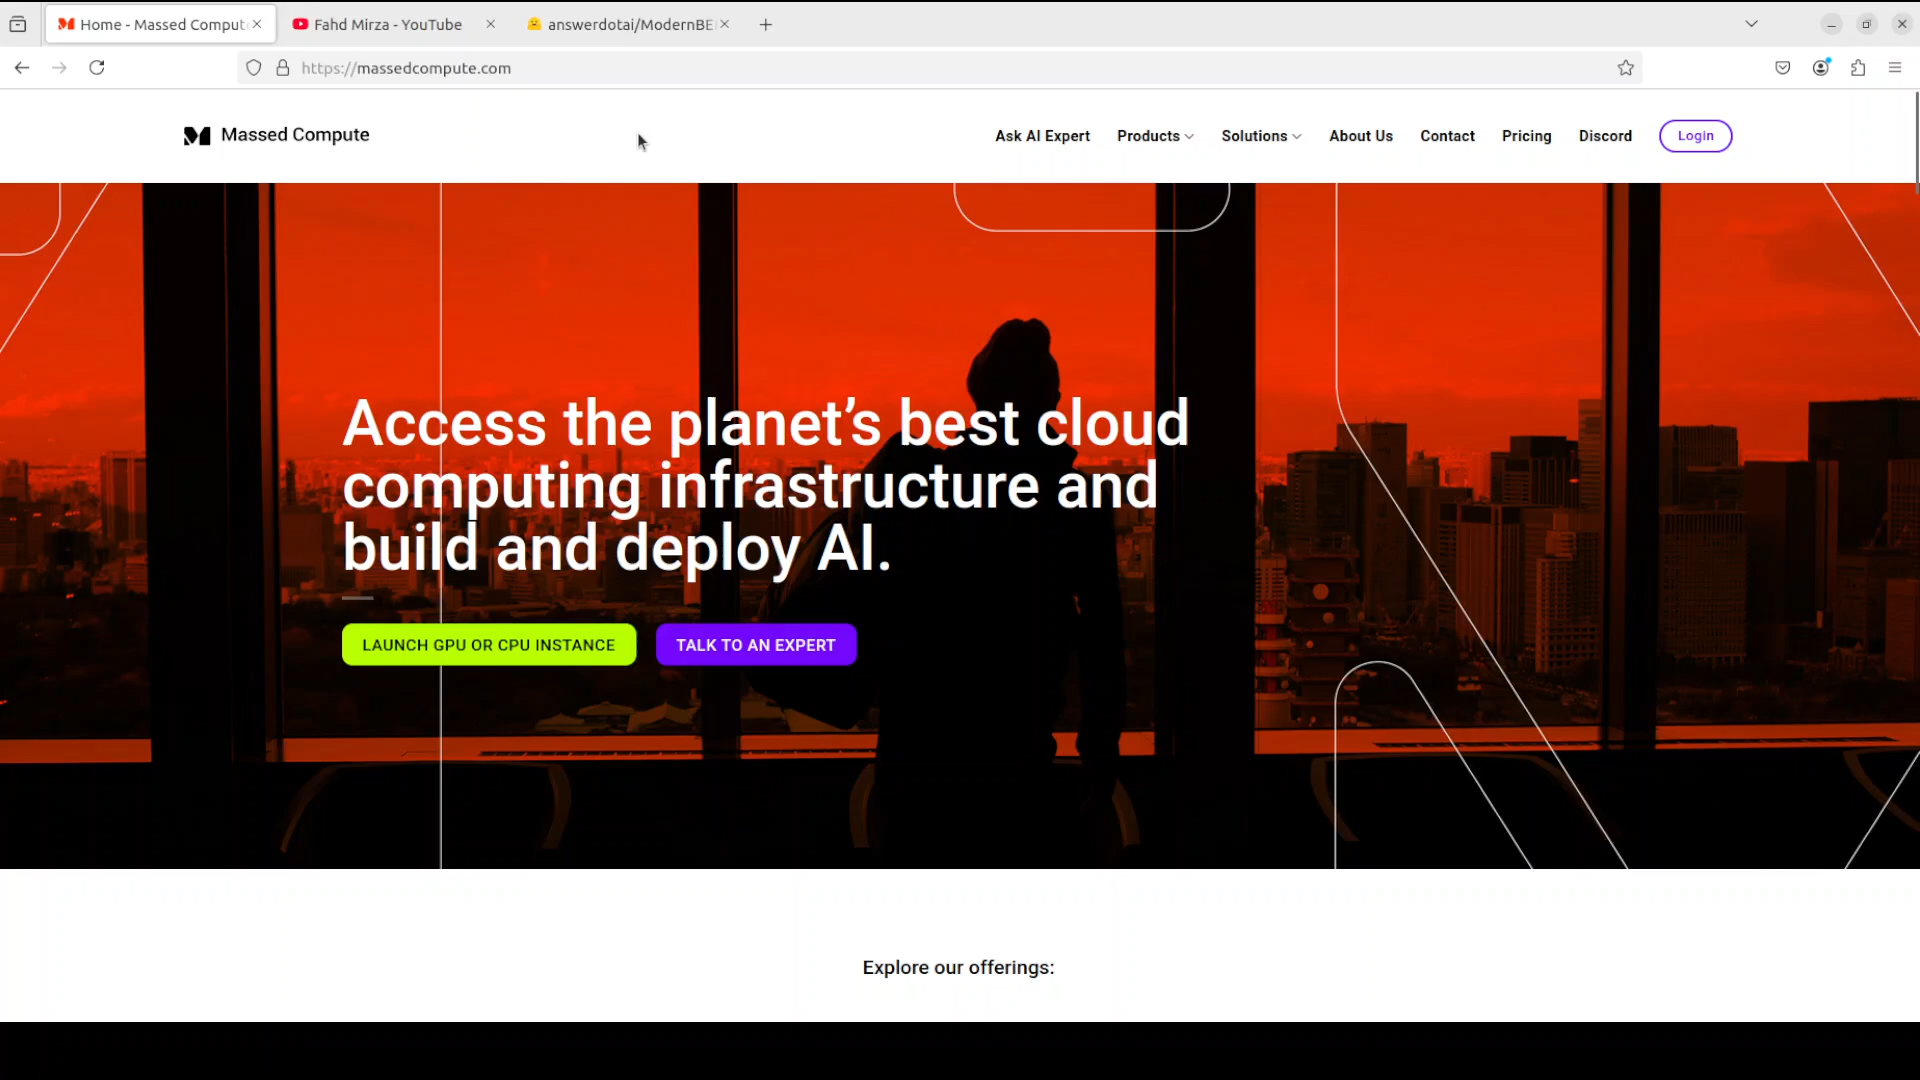 Home - Massed Comput
Fahd Mirza - YouTube
answerdotai/ModernBE
https://massedcompute.com
Massed Compute
Ask AI Expert
Products
Solutions
About Us
Contact
Pricing
Discord
Login
Access the planet’s best cloud
computing infrastructure and
build and deploy AI.
LAUNCH GPU OR CPU INSTANCE
TALK TO AN EXPERT
Explore our offerings: